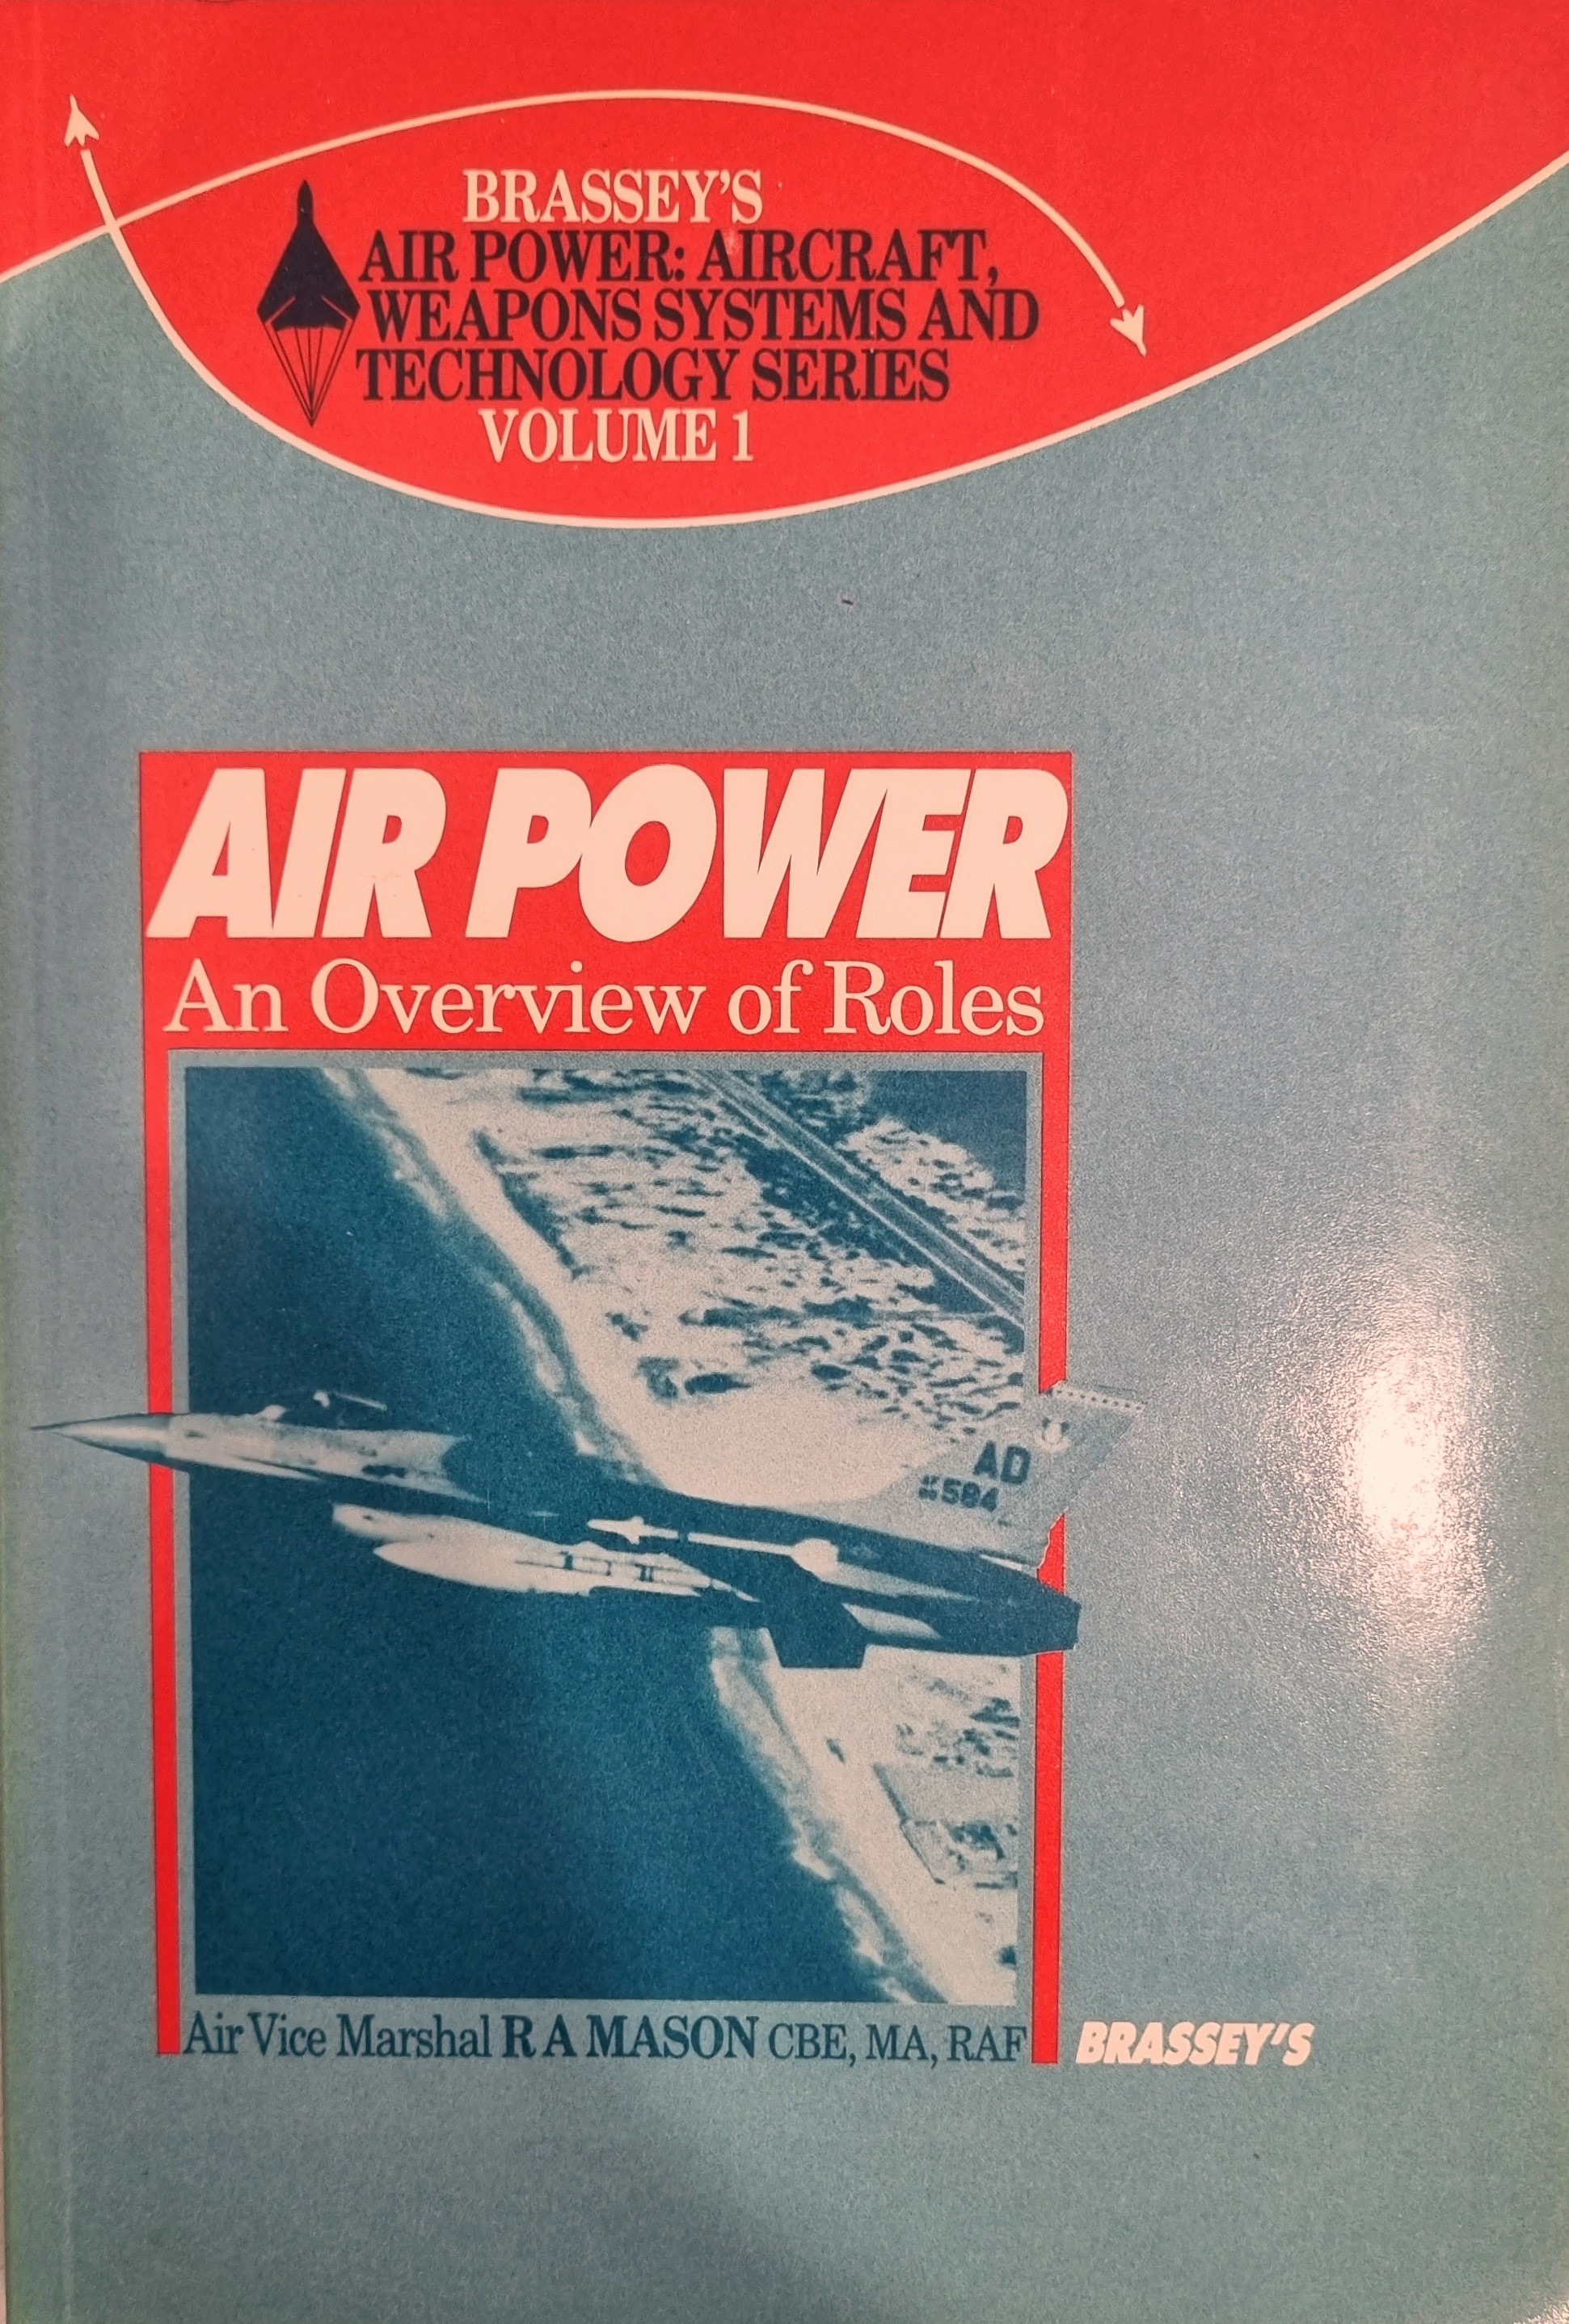 BRASSEY'S
AIR POWER: AIRCRAFT,
WEAPONS SYSTEMS AND
TECHNOLOGY SERIES
VOLUME 1
AIR POWER
An Overview of Roles
AD
584
Air Vice Marshal R A MASON CBE, MA, RAF
BRASSEY'S